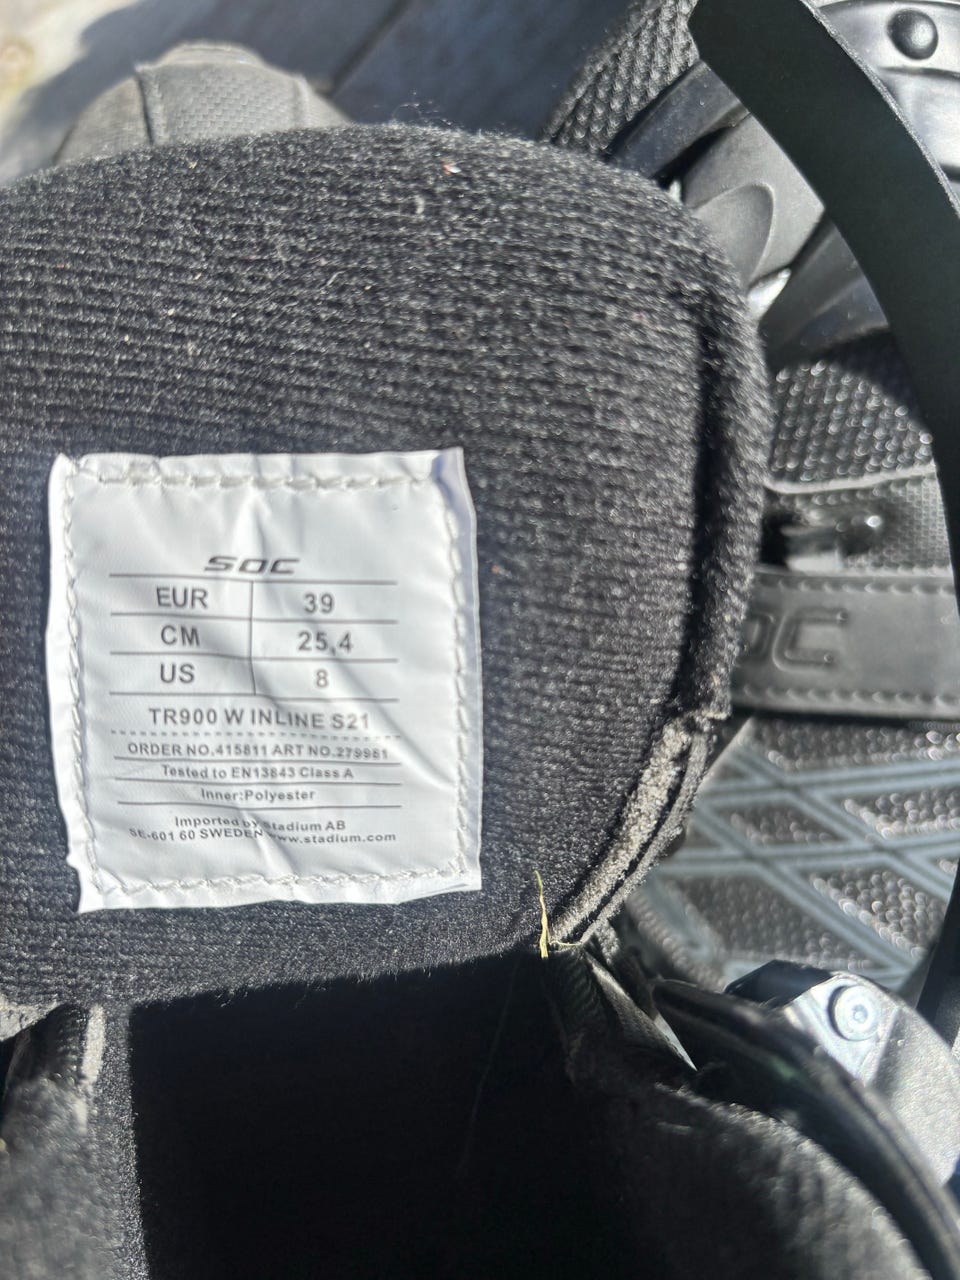 SOC
EUR 39
CM 25,4
US 8
TR900 W INLINE S21
ORDER NO.415811 ART NO.279981
Tested to EN13843 Class A
Inner:Polyester
Imported by Stadium AB
SE-601 60 SWEDEN www.stadium.com
SOC